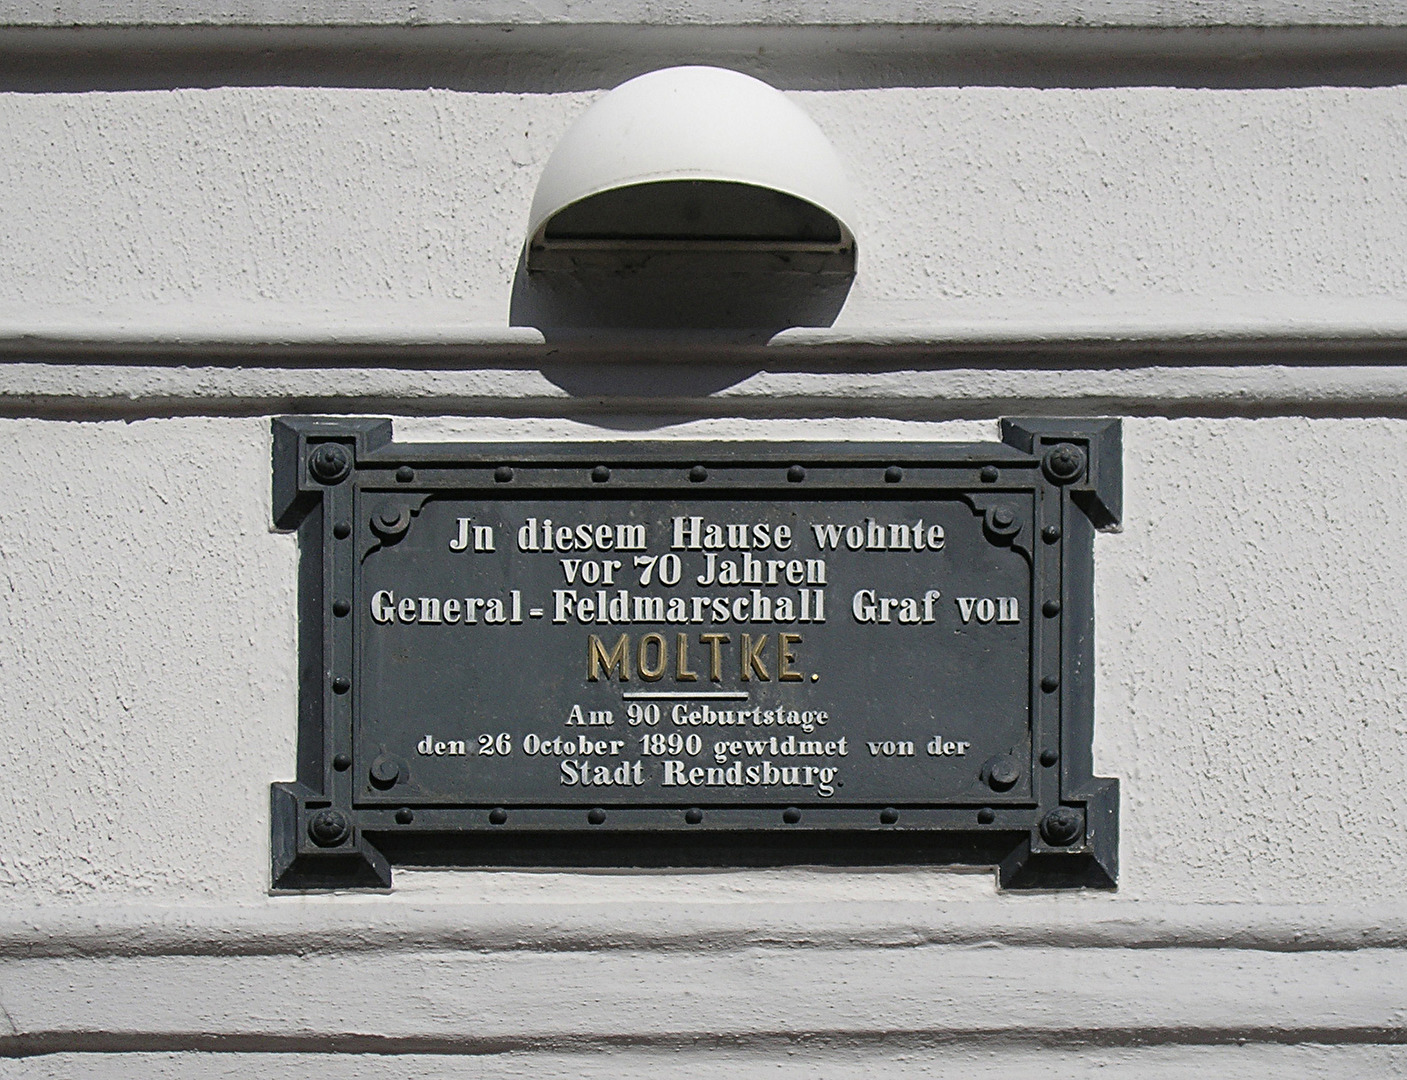 Jn diesem Hause wohnte
vor 70 Jahren
General=Feldmarschall Graf von
MOLTKE.
Am 90 Geburtstage
den 26 October 1890 gewidmet von der
Stadt Rendsburg.